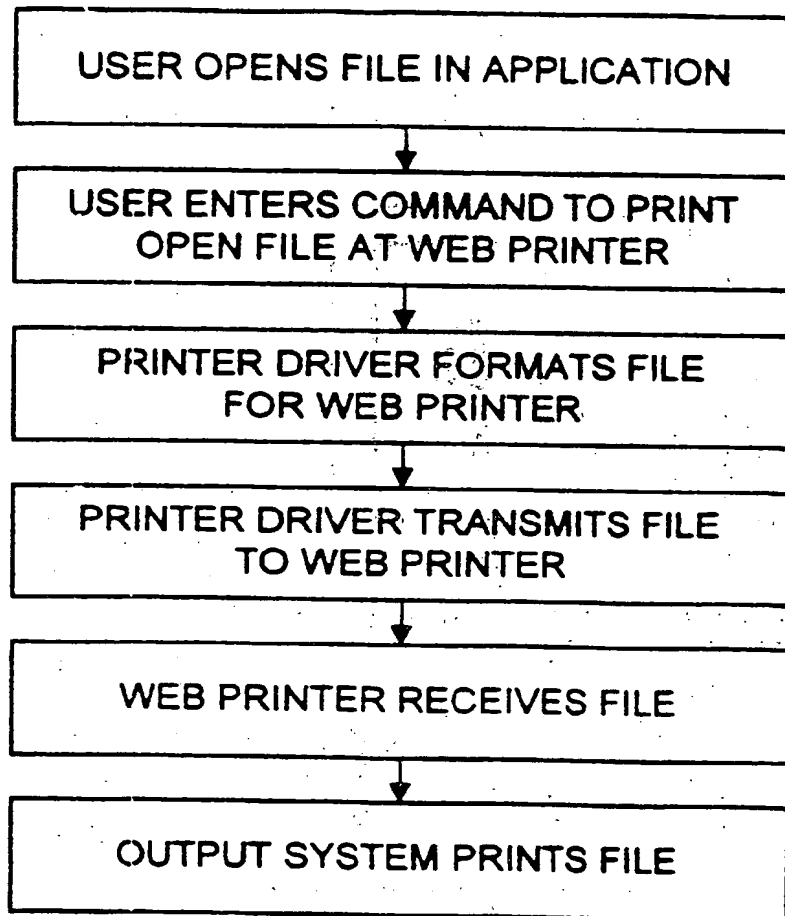 USER OPENS FILE IN APPLICATION
USER ENTERS COMMAND TO PRINT
OPEN FILE AT WEB PRINTER
PRINTER DRIVER FORMATS FILE
FOR WEB PRINTER
PRINTER DRIVER TRANSMITS FILE
TO WEB PRINTER
WEB PRINTER RECEIVES FILE
OUTPUT SYSTEM PRINTS FILE